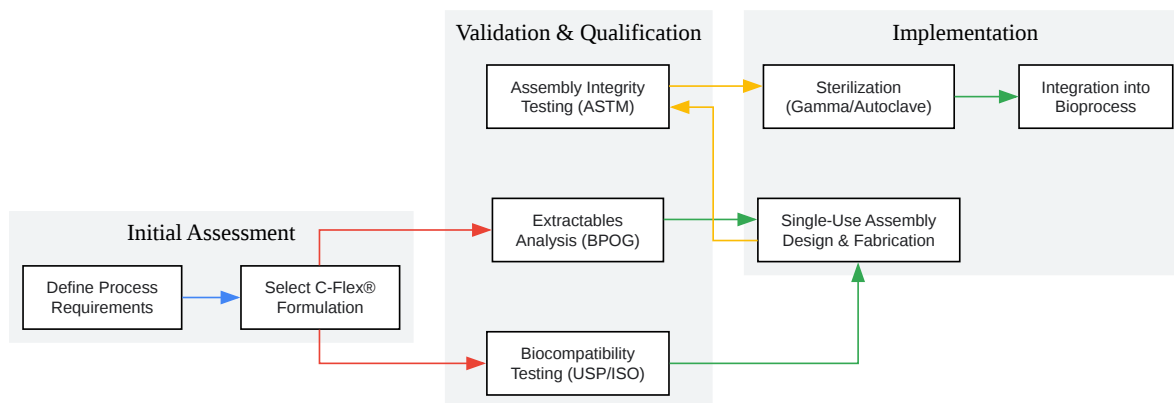 Initial Assessment
Define Process
Requirements
Select C-Flex®
Formulation
Validation & Qualification
Assembly Integrity
Testing (ASTM)
Extractables
Analysis (BPOG)
Biocompatibility
Testing (USP/ISO)
Implementation
Sterilization
(Gamma/Autoclave)
Integration into
Bioprocess
Single-Use Assembly
Design & Fabrication